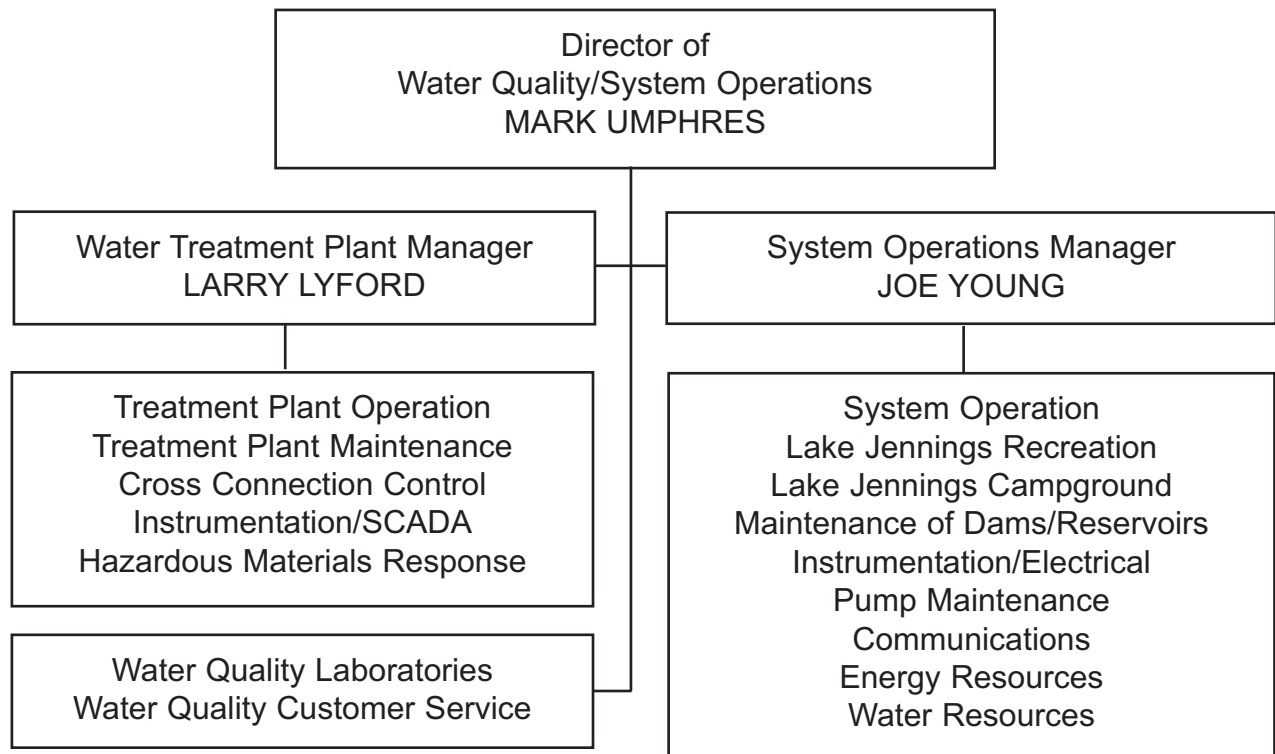 Director of
Water Quality/System Operations
MARK UMPHRES
Water Treatment Plant Manager
LARRY LYFORD
System Operations Manager
JOE YOUNG
Treatment Plant Operation
Treatment Plant Maintenance
Cross Connection Control
Instrumentation/SCADA
Hazardous Materials Response
Water Quality Laboratories
Water Quality Customer Service
System Operation
Lake Jennings Recreation
Lake Jennings Campground
Maintenance of Dams/Reservoirs
Instrumentation/Electrical
Pump Maintenance
Communications
Energy Resources
Water Resources